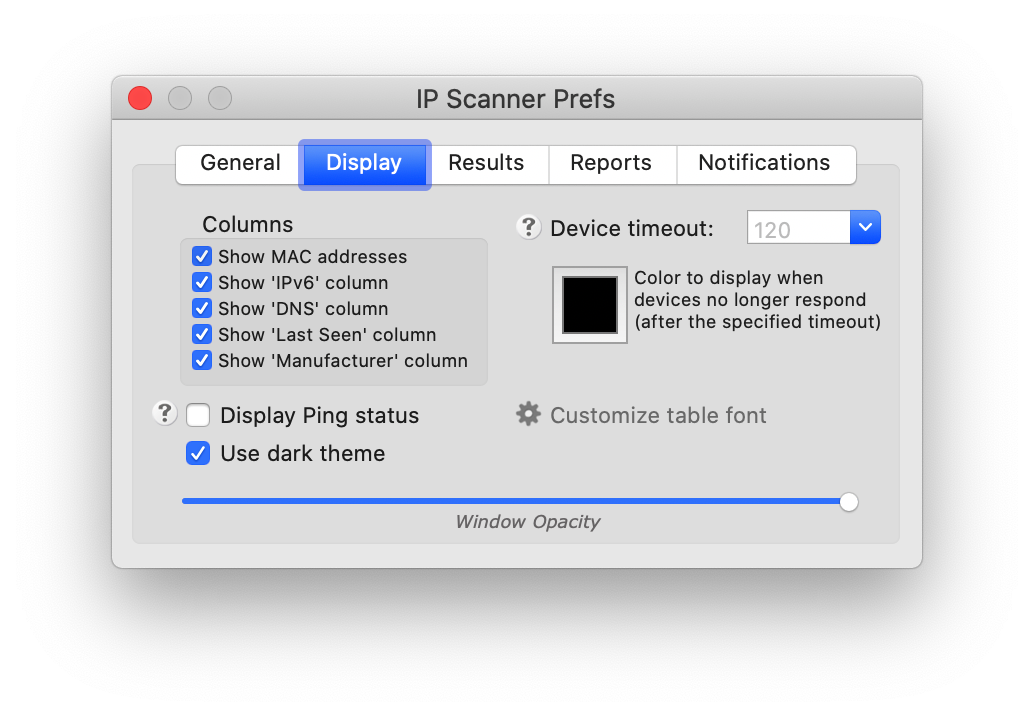 IP Scanner Prefs
General Display Results Reports Notifications
Columns
Show MAC addresses
Show 'IPv6' column
Show 'DNS' column
Show 'Last Seen' column
Show 'Manufacturer' column
? Device timeout: 120
Color to display when
devices no longer respond
(after the specified timeout)
? Display Ping status
Use dark theme
Customize table font
Window Opacity